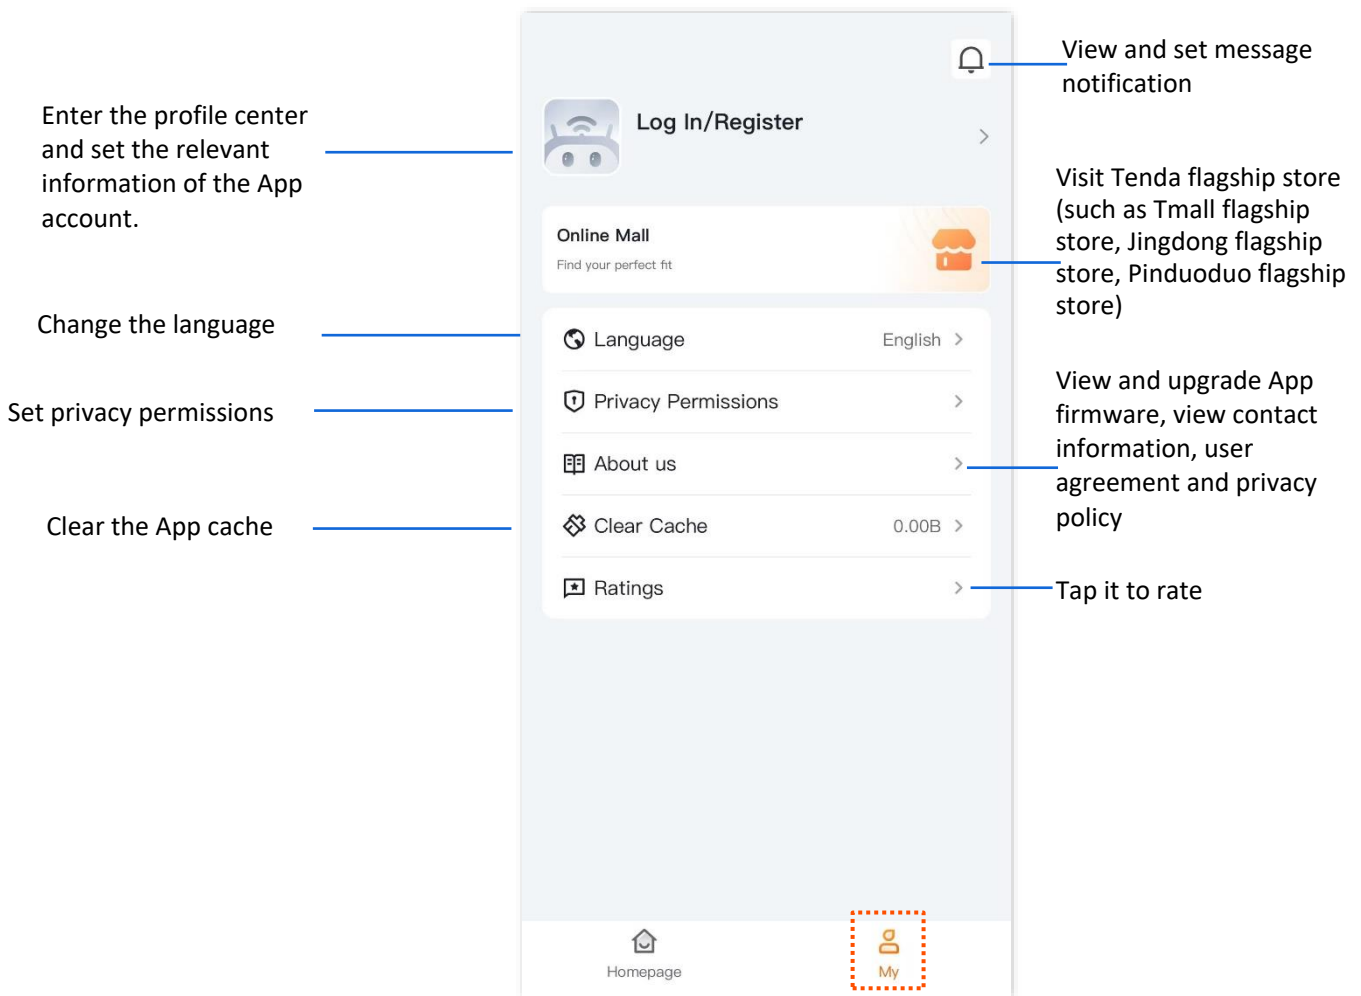 View and set message
notification
Enter the profile center
and set the relevant
information of the App
account.
Log In/Register
Visit Tenda flagship store
(such as Tmall flagship
store, Jingdong flagship
store, Pinduoduo flagship
store)
Online Mall
Find your perfect fit
Change the language
Language English
View and upgrade App
firmware, view contact
information, user
agreement and privacy
policy
Set privacy permissions
Privacy Permissions
About us
Clear the App cache
Clear Cache 0.00B
Ratings
Tap it to rate
Homepage My